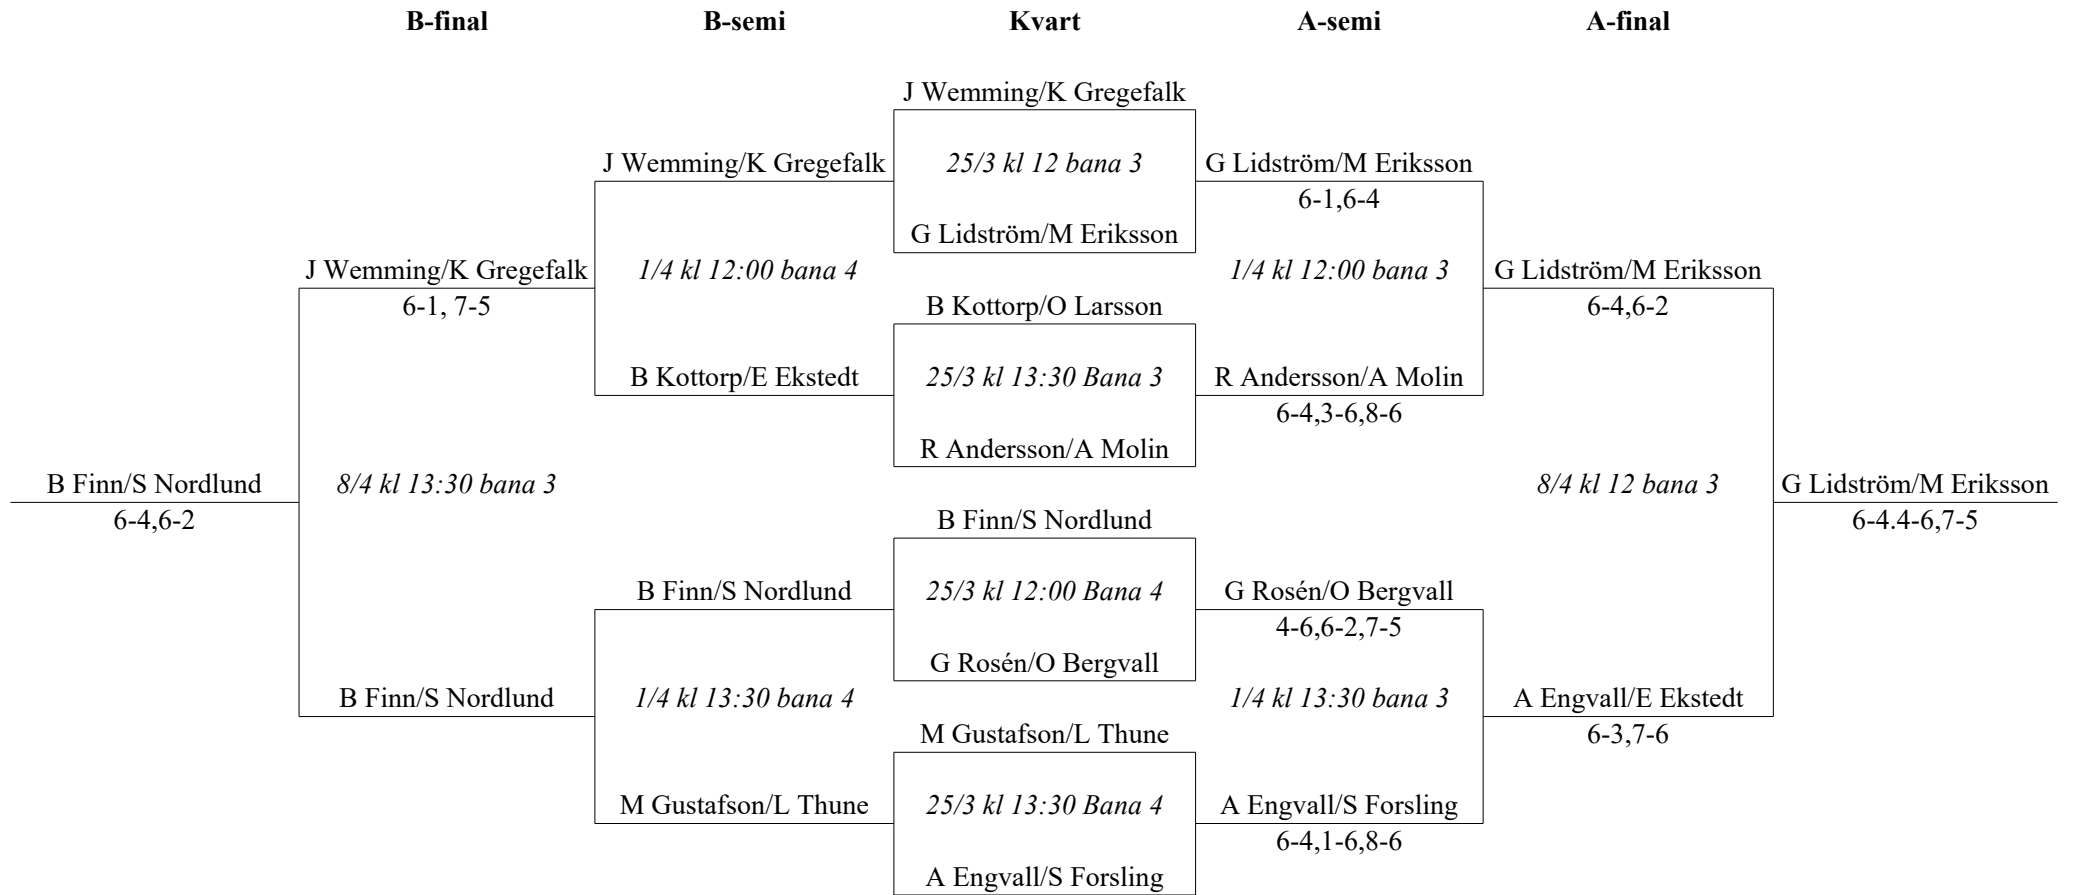 B-final B-semi Kvart A-semi A-final
J Wemming/K Gregefalk
J Wemming/K Gregefalk 25/3 kl 12 bana 3 G Lidström/M Eriksson
6-1,6-4
G Lidström/M Eriksson
J Wemming/K Gregefalk 1/4 kl 12:00 bana 4 1/4 kl 12:00 bana 3 G Lidström/M Eriksson
6-1, 7-5 B Kottorp/O Larsson 6-4,6-2
B Kottorp/E Ekstedt 25/3 kl 13:30 Bana 3 R Andersson/A Molin
6-4,3-6,8-6
R Andersson/A Molin
B Finn/S Nordlund 8/4 kl 13:30 bana 3 8/4 kl 12 bana 3 G Lidström/M Eriksson
6-4,6-2 B Finn/S Nordlund 6-4.4-6,7-5
B Finn/S Nordlund 25/3 kl 12:00 Bana 4 G Rosén/O Bergvall
4-6,6-2,7-5
G Rosén/O Bergvall
B Finn/S Nordlund 1/4 kl 13:30 bana 4 1/4 kl 13:30 bana 3 A Engvall/E Ekstedt
M Gustafson/L Thune 6-3,7-6
M Gustafson/L Thune 25/3 kl 13:30 Bana 4 A Engvall/S Forsling
6-4,1-6,8-6
A Engvall/S Forsling